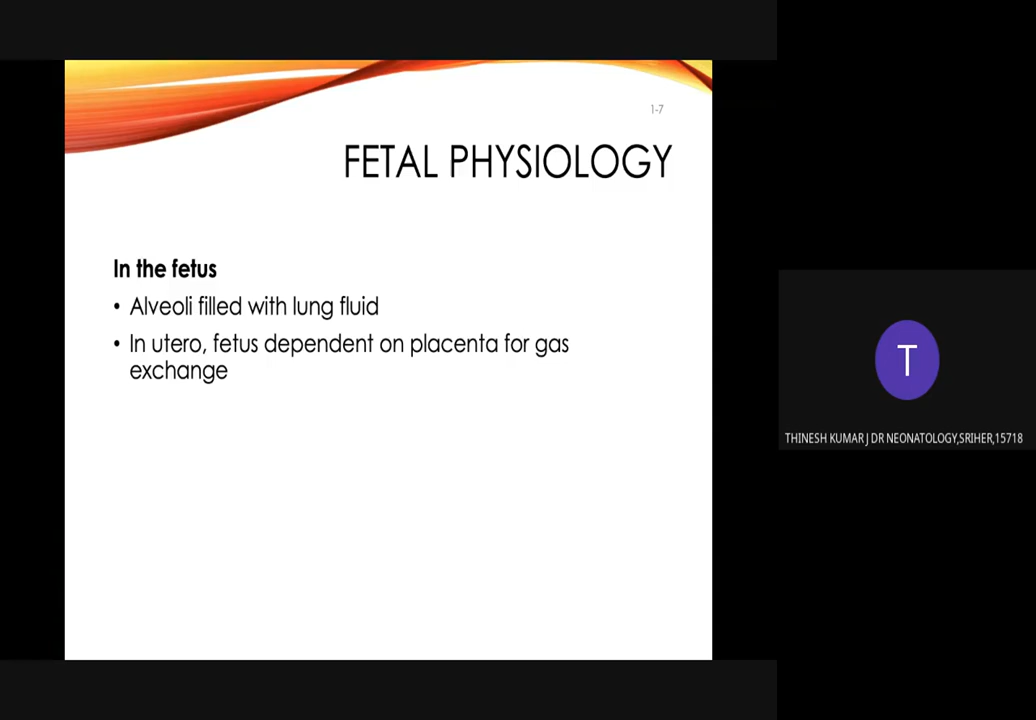 1-7
FETAL PHYSIOLOGY
In the fetus
• Alveoli filled with lung fluid
• In utero, fetus dependent on placenta for gas
exchange
T
THINESH KUMAR J DR NEONATOLOGY,SRIHER,15718